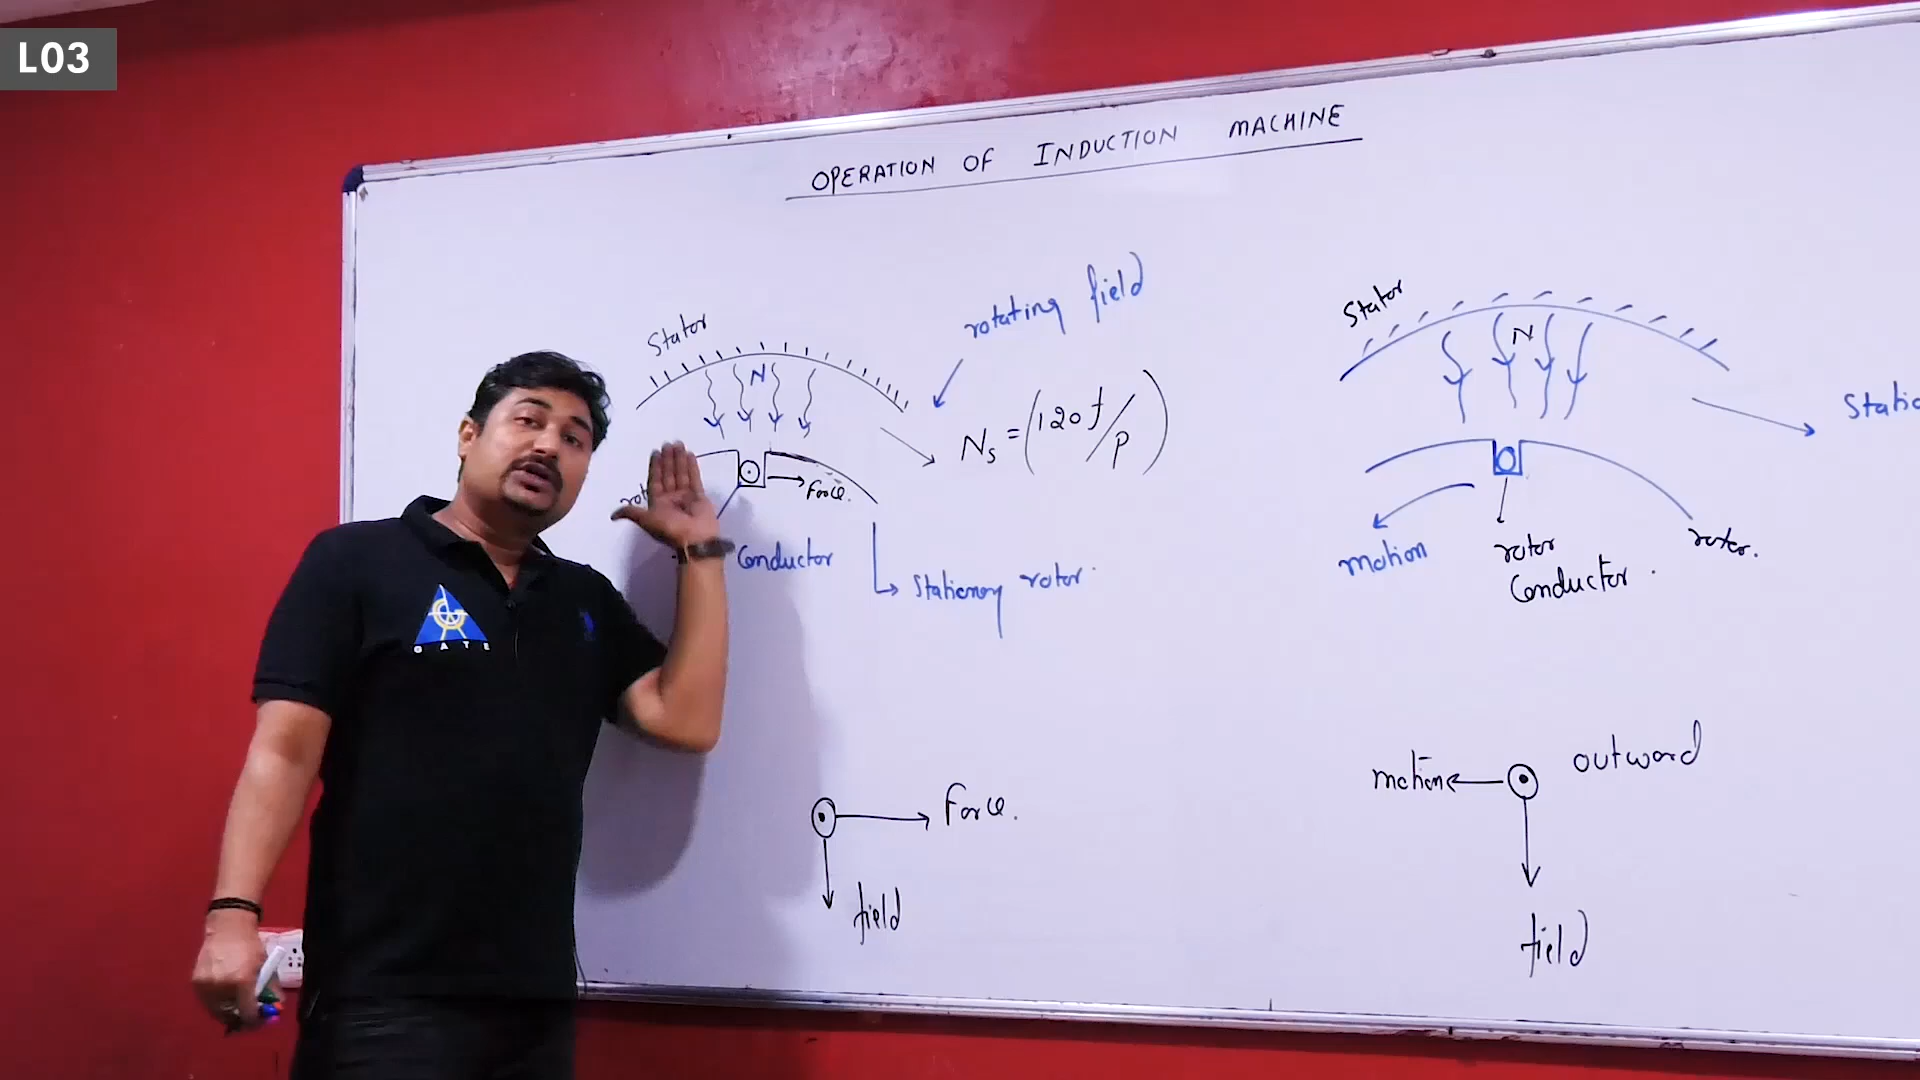 L03
OPERATION OF INDUCTION MACHINE
rotating field
Stator
N
Ns = (120f/P)
Force.
Conductor
Stationary rotor.
Stator
N
motion
rotor
Conductor.
rotor.
GATE
Force.
field
motion
outward
field